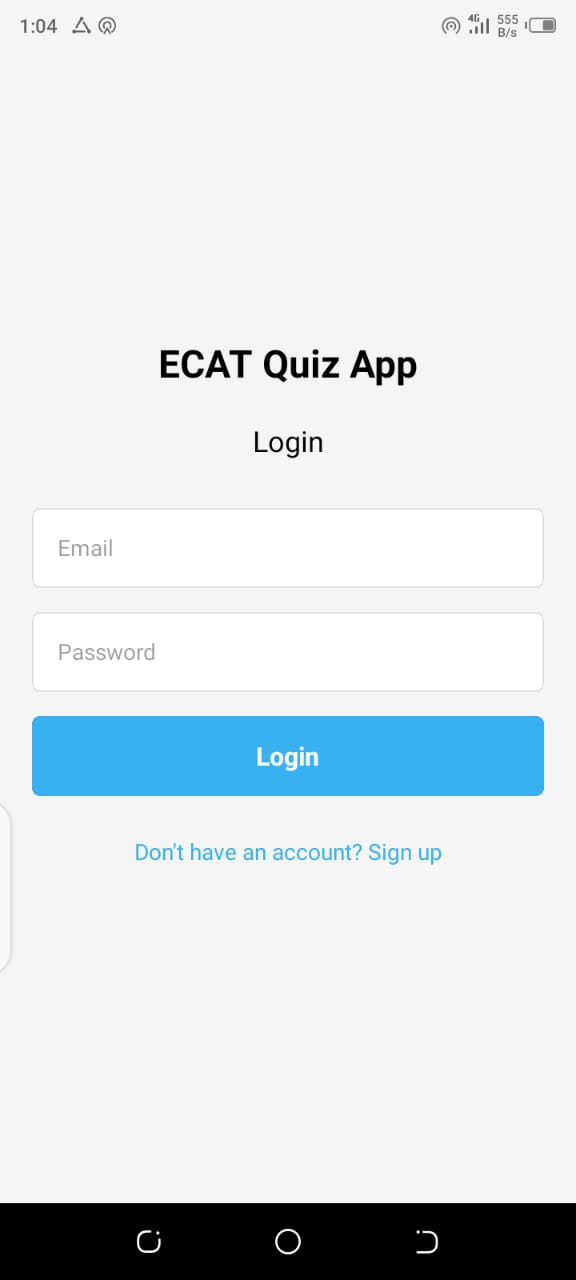 1:04
4G 555 B/s
ECAT Quiz App
Login
Email
Password
Login
Don't have an account? Sign up